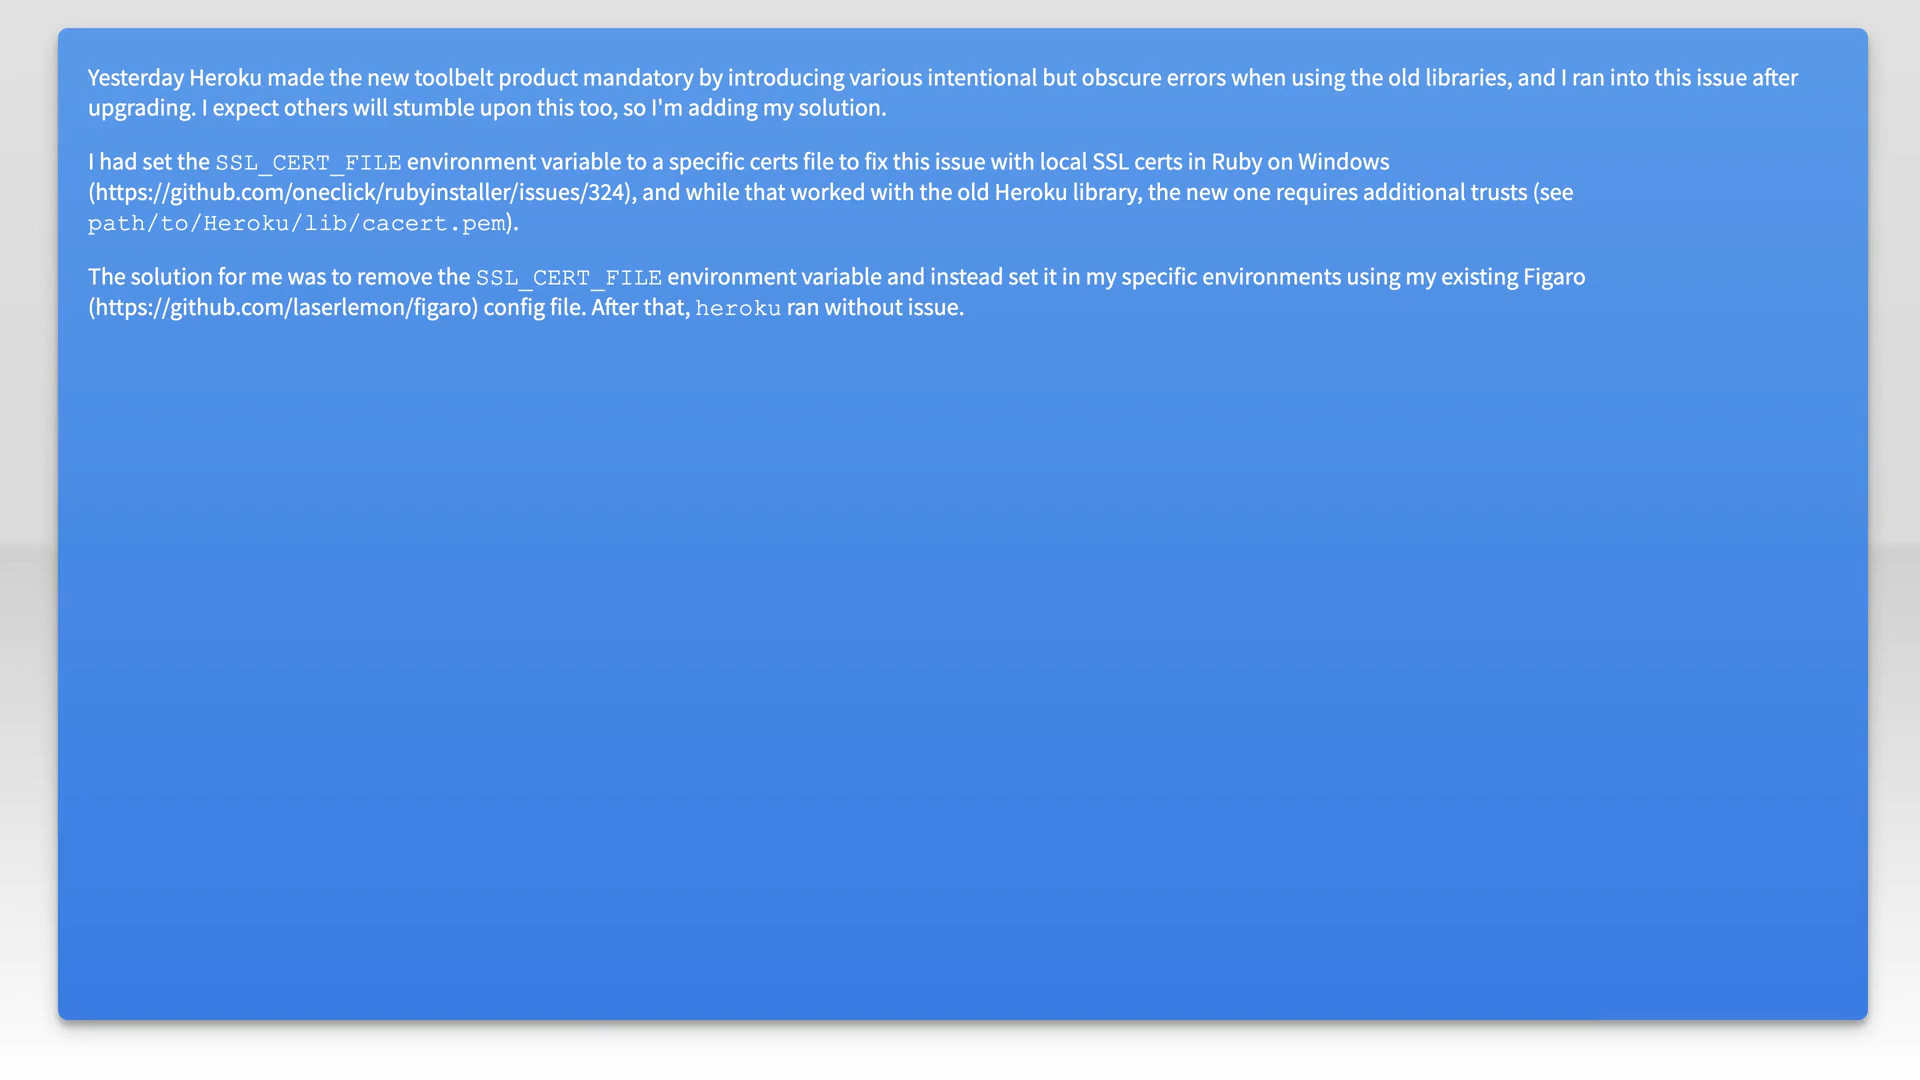 Yesterday Heroku made the new toolbelt product mandatory by introducing various intentional but obscure errors when using the old libraries, and I ran into this issue after
upgrading. I expect others will stumble upon this too, so I'm adding my solution.
I had set the SSL_CERT_FILE environment variable to a specific certs file to fix this issue with local SSL certs in Ruby on Windows
(https://github.com/oneclick/rubyinstaller/issues/324), and while that worked with the old Heroku library, the new one requires additional trusts (see
path/to/Heroku/lib/cacert.pem).
The solution for me was to remove the SSL_CERT_FILE environment variable and instead set it in my specific environments using my existing Figaro
(https://github.com/laserlemon/figaro) config file. After that, heroku ran without issue.